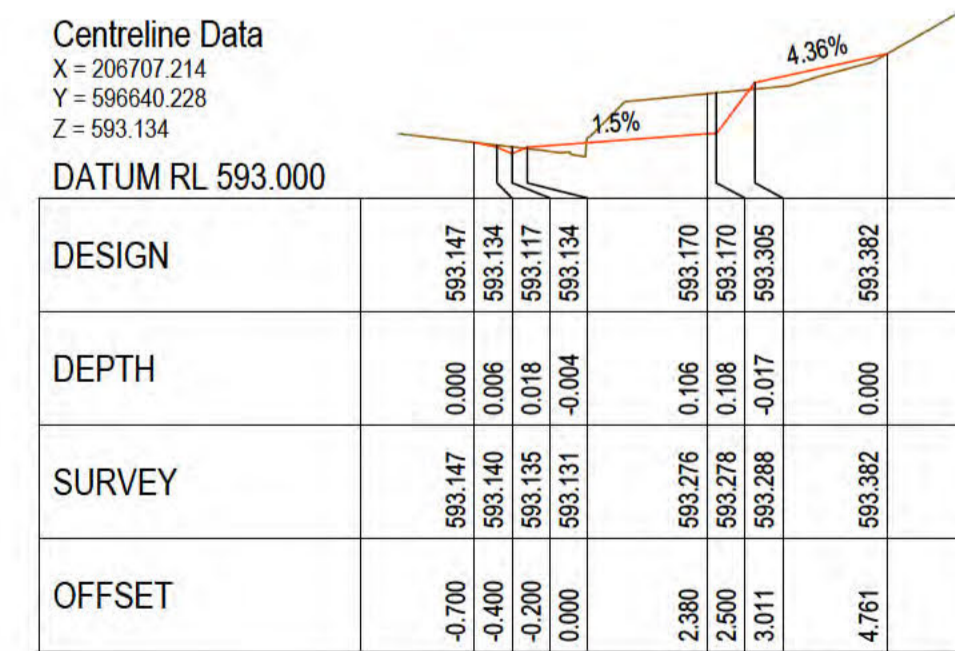 Centreline Data
X = 206707.214
Y = 596640.228
Z = 593.134
DATUM RL 593.000
1.5%
4.36%
DESIGN 593.147 593.134 593.117 593.134 593.170 593.170 593.305 593.382
DEPTH 0.000 0.006 0.018 -0.004 0.106 0.108 -0.017 0.000
SURVEY 593.147 593.140 593.135 593.131 593.276 593.278 593.288 593.382
OFFSET -0.700 -0.400 -0.200 0.000 2.380 2.500 3.011 4.761